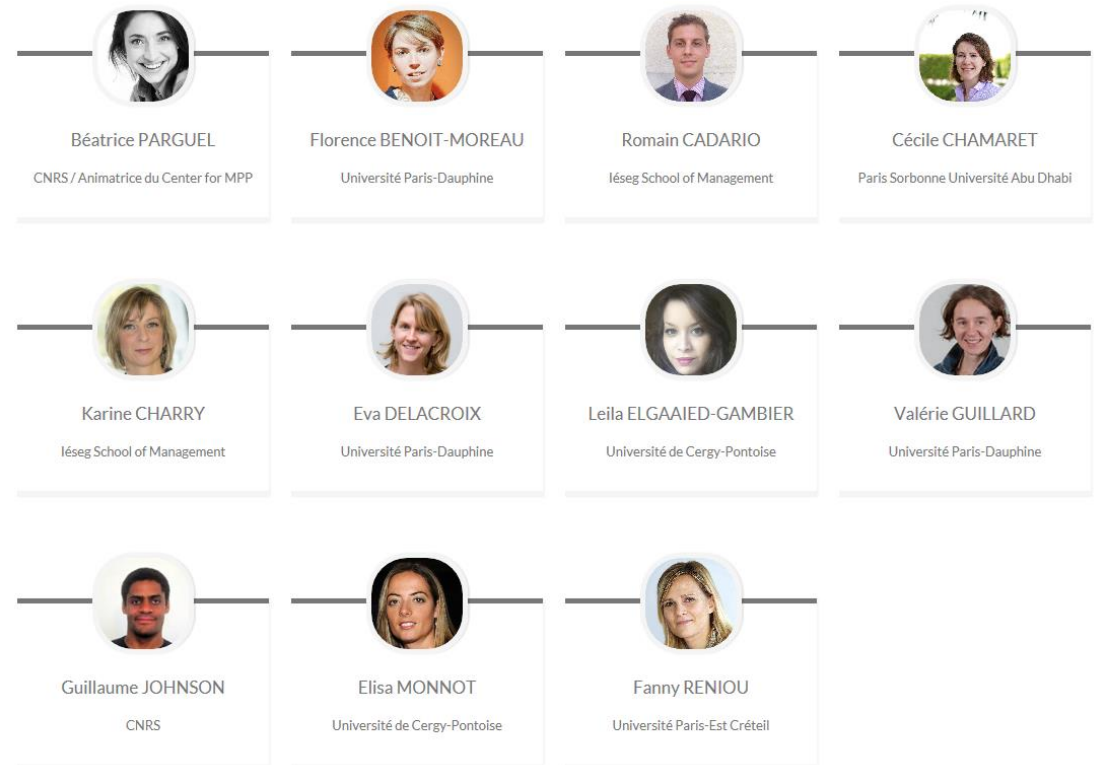 Béatrice PARGUEL
CNRS / Animatrice du Center for MPP
Florence BENOIT-MOREAU
Université Paris-Dauphine
Romain CADARIO
Iéseg School of Management
Cécile CHAMARET
Paris Sorbonne Université Abu Dhabi
Karine CHARRY
Iéseg School of Management
Eva DELACROIX
Université Paris-Dauphine
Leila ELGAAIED-GAMBIER
Université de Cergy-Pontoise
Valérie GUILLARD
Université Paris-Dauphine
Guillaume JOHNSON
CNRS
Elisa MONNOT
Université de Cergy-Pontoise
Fanny RENIOU
Université Paris-Est Créteil